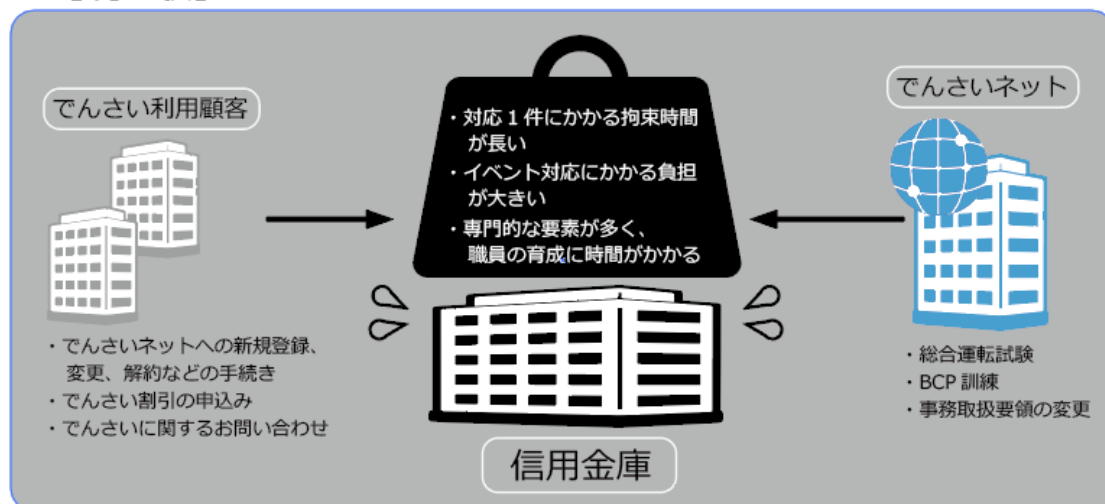 でんさい利用顧客
・でんさいネットへの新規登録、
変更、解約などの手続き
・でんさい割引の申込み
・でんさいに関するお問い合わせ
・対応 1 件にかかる拘束時間
が長い
・イベント対応にかかる負担
が大きい
・専門的な要素が多く、
職員の育成に時間がかかる
信用金庫
でんさいネット
・総合運転試験
・BCP 訓練
・事務取扱要領の変更